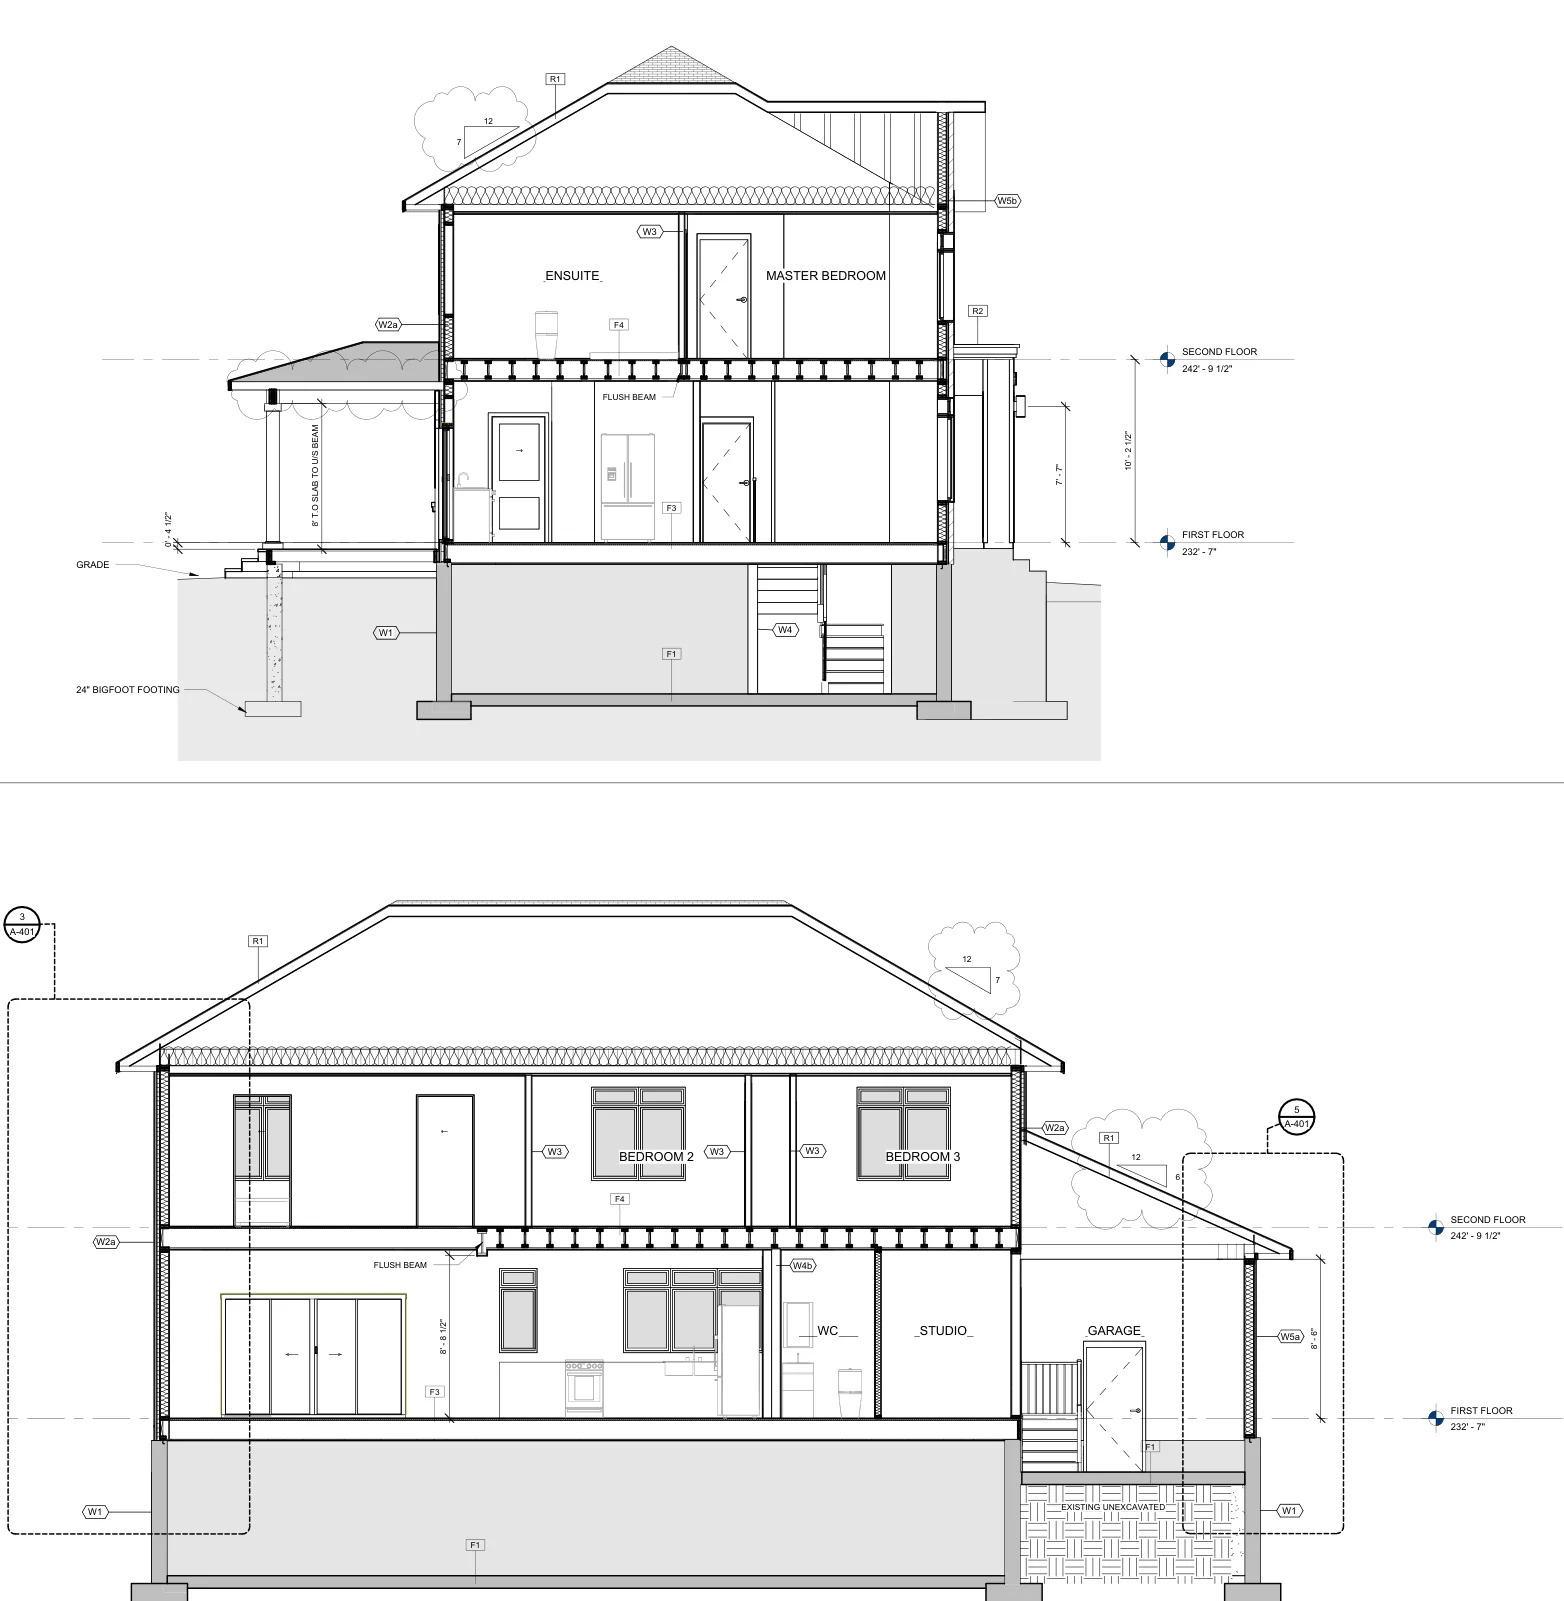 R1
12
7
W5b
W3
ENSUITE
MASTER BEDROOM
R2
W2a
F4
SECOND FLOOR
242' - 9 1/2"
FLUSH BEAM
8' T.O SLAB TO U/S BEAM
10' - 2 1/2"
7' - 7"
F3
0' - 4 1/2"
FIRST FLOOR
232' - 7"
GRADE
W1
W4
F1
24" BIGFOOT FOOTING
3
A-401
R1
12
7
5
A-401
W2a
R1
W3
BEDROOM 2
W3
W3
BEDROOM 3
12
6
F4
SECOND FLOOR
242' - 9 1/2"
W2a
FLUSH BEAM
W4b
8' - 8 1/2"
WC
STUDIO
GARAGE
W5a
8' - 6"
F3
FIRST FLOOR
232' - 7"
F1
W1
EXISTING UNEXCAVATED
W1
F1